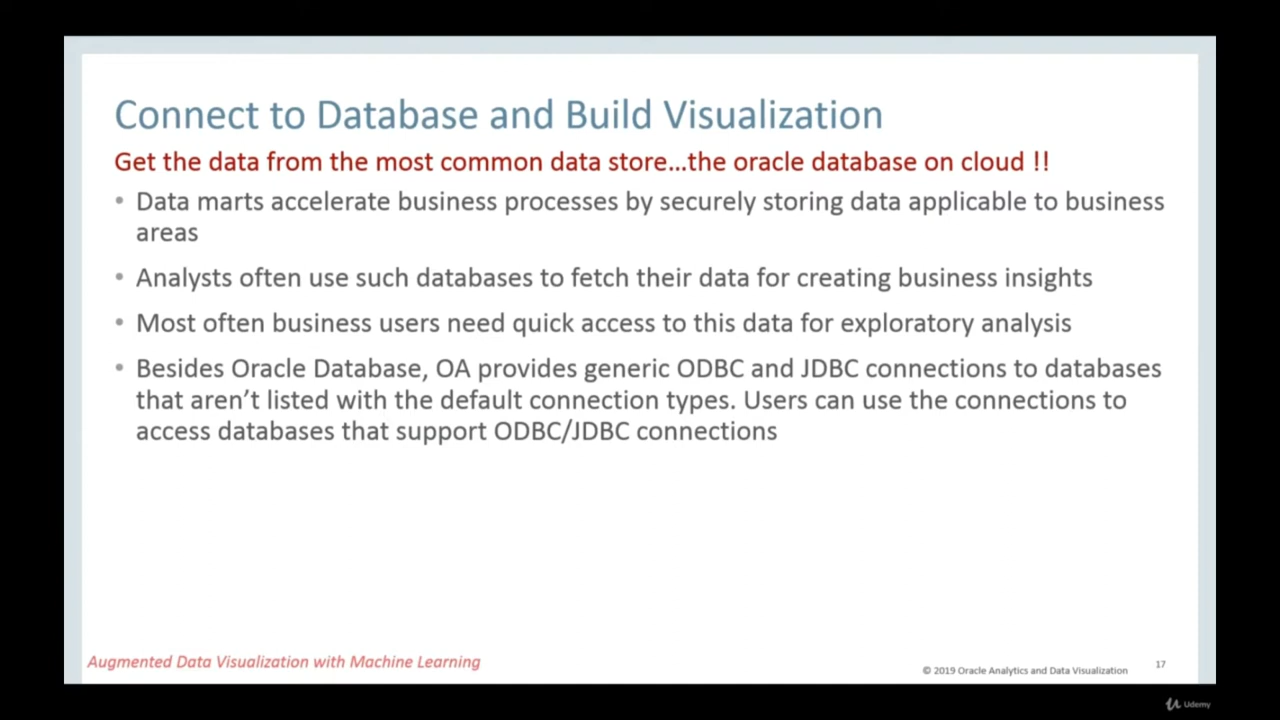 Connect to Database and Build Visualization
Get the data from the most common data store...the oracle database on cloud !!
• Data marts accelerate business processes by securely storing data applicable to business
areas
• Analysts often use such databases to fetch their data for creating business insights
• Most often business users need quick access to this data for exploratory analysis
• Besides Oracle Database, OA provides generic ODBC and JDBC connections to databases
that aren’t listed with the default connection types. Users can use the connections to
access databases that support ODBC/JDBC connections
Augmented Data Visualization with Machine Learning
© 2019 Oracle Analytics and Data Visualization
17
Udemy